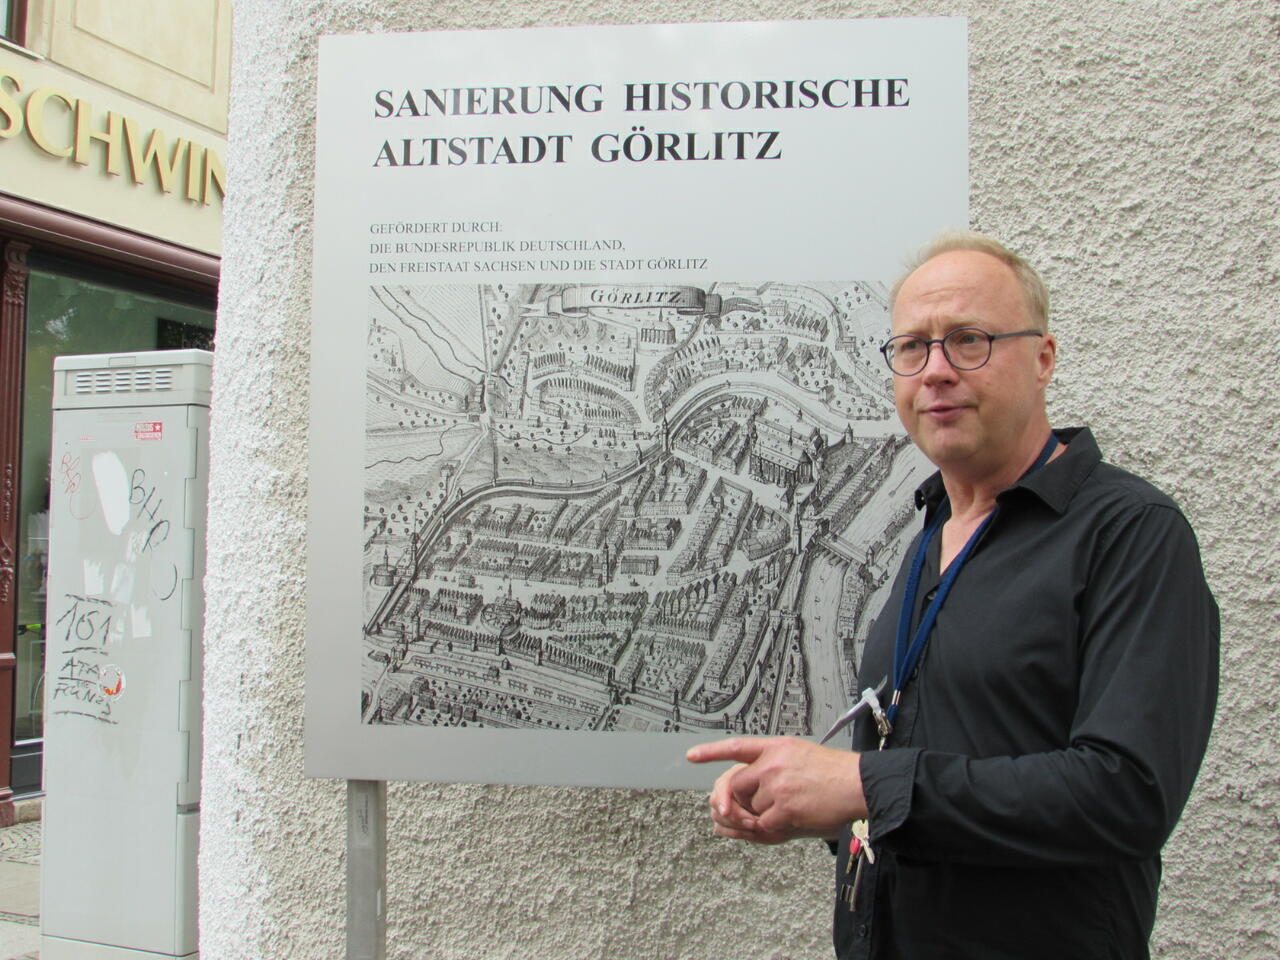 SCHWIN
SANIERUNG HISTORISCHE
ALTSTADT GÖRLITZ
GEFÖRDERT DURCH:
DIE BUNDESREPUBLIK DEUTSCHLAND,
DEN FREISTAAT SACHSEN UND DIE STADT GÖRLITZ
GÖRLITZ.
161